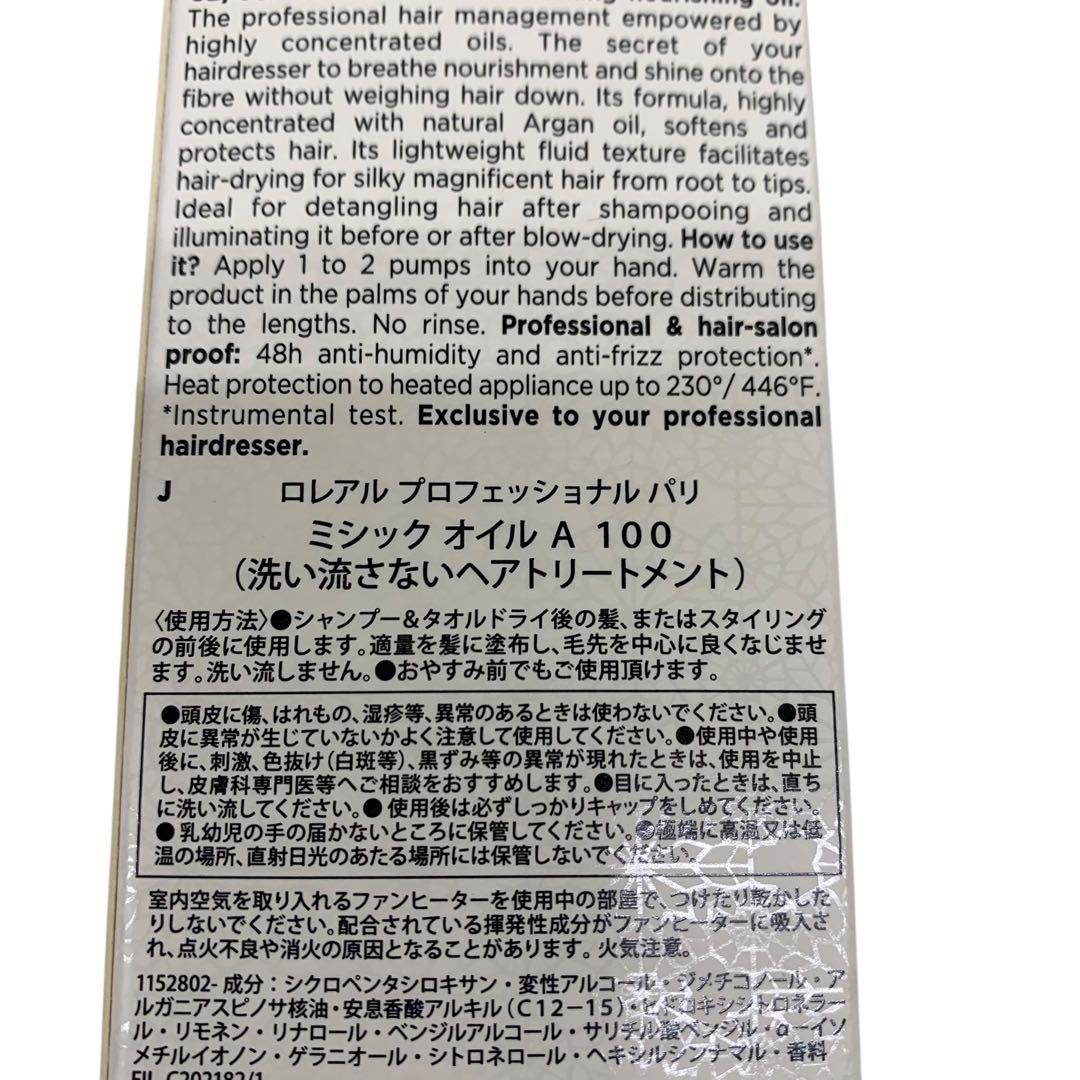 nourishing oil.
The professional hair management empowered by
highly concentrated oils. The secret of your
hairdresser to breathe nourishment and shine onto the
fibre without weighing hair down. Its formula, highly
concentrated with natural Argan oil, softens and
protects hair. Its lightweight fluid texture facilitates
hair-drying for silky magnificent hair from root to tips.
Ideal for detangling hair after shampooing and
illuminating it before or after blow-drying. How to use
it? Apply 1 to 2 pumps into your hand. Warm the
product in the palms of your hands before distributing
to the lengths. No rinse. Professional & hair-salon
proof: 48h anti-humidity and anti-frizz protection*.
Heat protection to heated appliance up to 230°/ 446°F.
*Instrumental test. Exclusive to your professional
hairdresser.
J ロレアル プロフェッショナル パリ
ミシック オイル A 100
（洗い流さないヘアトリートメント）
〈使用方法〉●シャンプー＆タオルドライ後の髪、またはスタイリング
の前後に使用します。適量を髪に塗布し、毛先を中心に良くなじませ
ます。洗い流しません。●おやすみ前でもご使用頂けます。
●頭皮に傷、はれもの、湿疹等、異常のあるときは使わないでください。●頭
皮に異常が生じていないかよく注意して使用してください。●使用中や使用
後に、刺激、色抜け（白斑等）、黒ずみ等の異常が現れたときは、使用を中止
し、皮膚科専門医等へご相談をおすすめします。●目に入ったときは、直ち
に洗い流してください。● 使用後は必ずしっかりキャップをしめてください。
● 乳幼児の手の届かないところに保管してください。●極端に高温又は低
温の場所、直射日光のあたる場所には保管しないでください。
室内空気を取り入れるファンヒーターを使用中の部屋で、つけたり乾かした
りしないでください。配合されている揮発性成分がファンヒーターに吸入さ
れ、点火不良や消火の原因となることがあります。火気注意。
1152802- 成分：シクロペンタシロキサン・変性アルコール・ジメチコノール・ア
ルガニアスピノサ核油・安息香酸アルキル（C12－15）・ヒドロキシシトロネラー
ル・リモネン・リナロール・ベンジルアルコール・サリチル酸ベンジル・α－イソ
メチルイオノン・ゲラニオール・シトロネロール・ヘキシルシンナマル・香料
FIL C202182/1